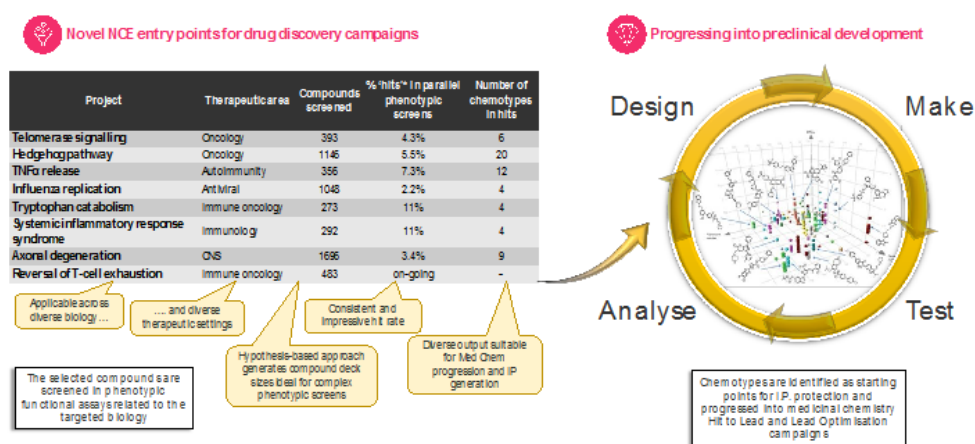 Novel NCE entry points for drug discovery campaigns
Progressing into preclinical development
Project Therapeutic area Compounds screened % 'hits'* in parallel phenotypic screens Number of chemotypes in hits
Telomerase signalling Oncology 393 4.3% 6
Hedgehog pathway Oncology 1146 5.5% 20
TNFα release Autoimmunity 356 7.3% 12
Influenza replication Antiviral 1048 2.2% 4
Tryptophan catabolism Immune oncology 273 11% 4
Systemic inflammatory response syndrome Immunology 292 11% 4
Axonal degeneration CNS 1696 3.4% 9
Reversal of T-cell exhaustion Immune oncology 483 on-going -
Applicable across
diverse biology ...
.... and diverse
therapeutic settings
Hypothesis-based approach
generates compound deck
sizes ideal for complex
phenotypic screens
Consistent and
impressive hit rate
Diverse output suitable
for Med Chem
progression and IP
generation
The selected compounds are
screened in phenotypic
functional assays related to the
targeted biology
Design
Make
Analyse
Test
Chemotypes are identified as starting
points for I.P. protection and
progressed into medicinal chemistry
Hit to Lead and Lead Optimisation
campaigns